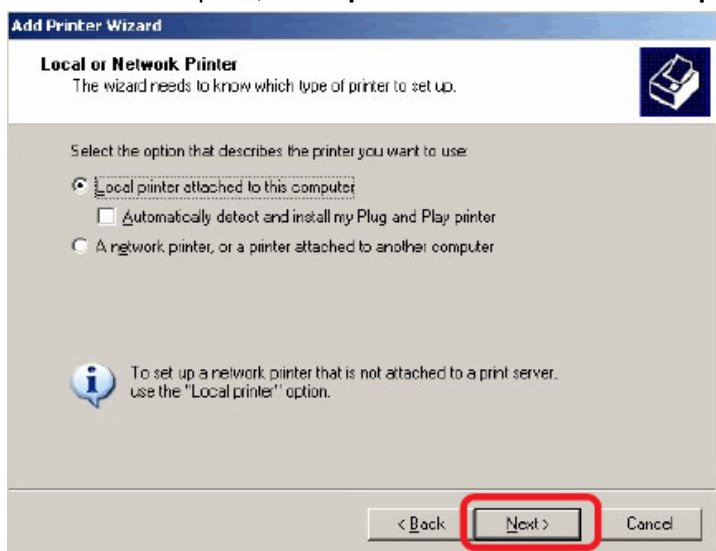 Add Printer Wizard
Local or Network Printer
The wizard needs to know which type of printer to set up.
Select the option that describes the printer you want to use:
Local printer attached to this computer
Automatically detect and install my Plug and Play printer
A network printer, or a printer attached to another computer
To set up a network printer that is not attached to a print server,
use the "Local printer" option.
< Back
Next >
Cancel